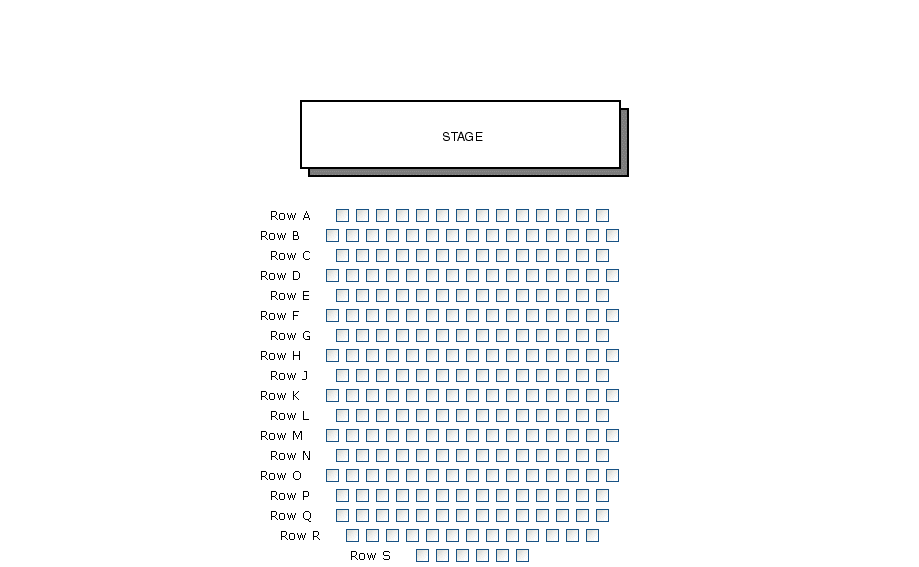 STAGE
Row A
Row B
Row C
Row D
Row E
Row F
Row G
Row H
Row J
Row K
Row L
Row M
Row N
Row O
Row P
Row Q
Row R
Row S